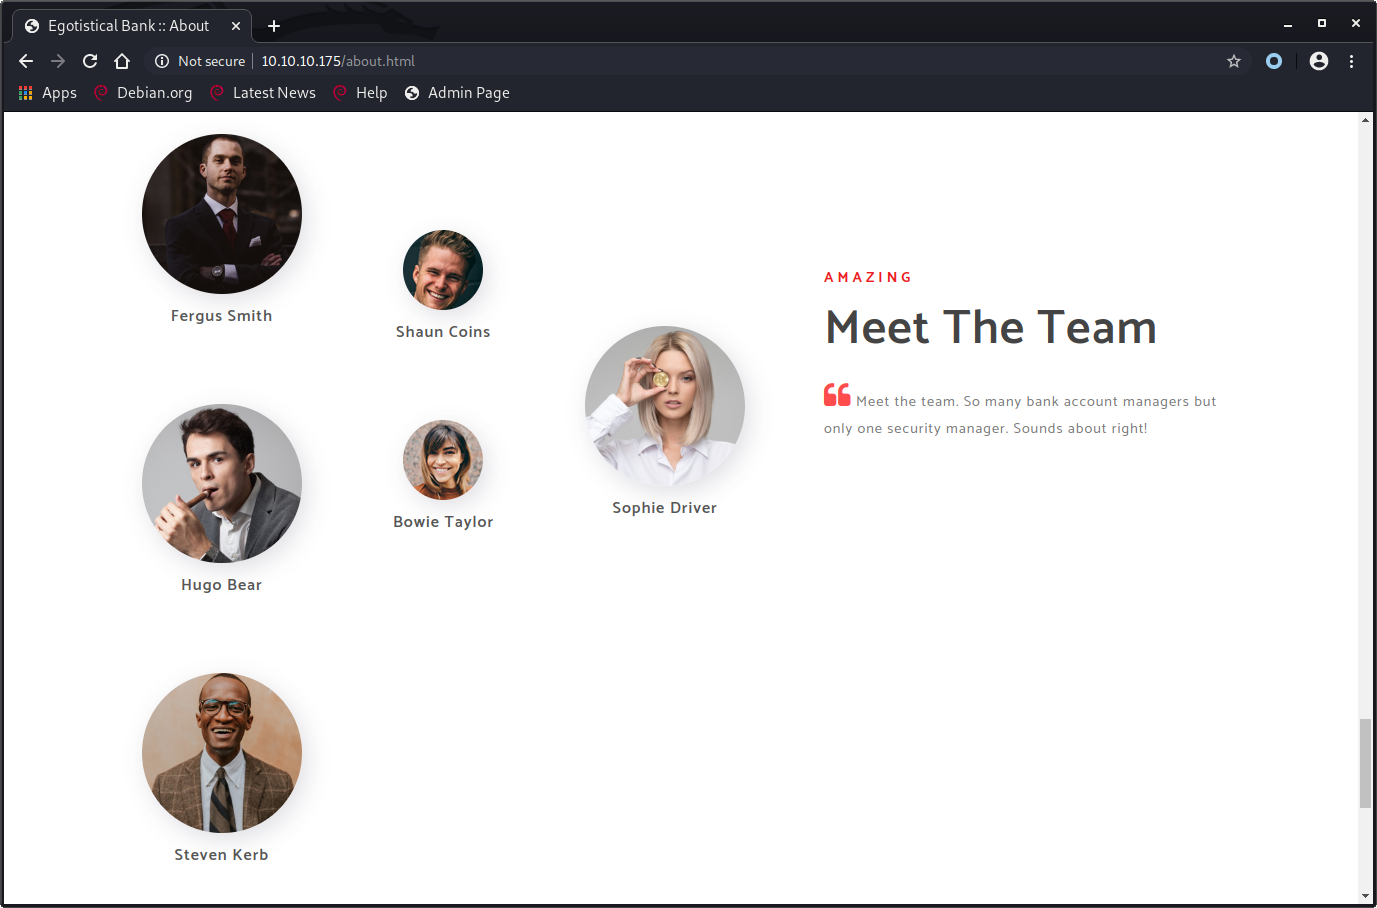 Egotistical Bank :: About
Not secure
10.10.10.175/about.html
Apps
Debian.org
Latest News
Help
Admin Page
Fergus Smith
Shaun Coins
Hugo Bear
Bowie Taylor
Sophie Driver
Steven Kerb
AMAZING
Meet The Team
Meet the team. So many bank account managers but
only one security manager. Sounds about right!